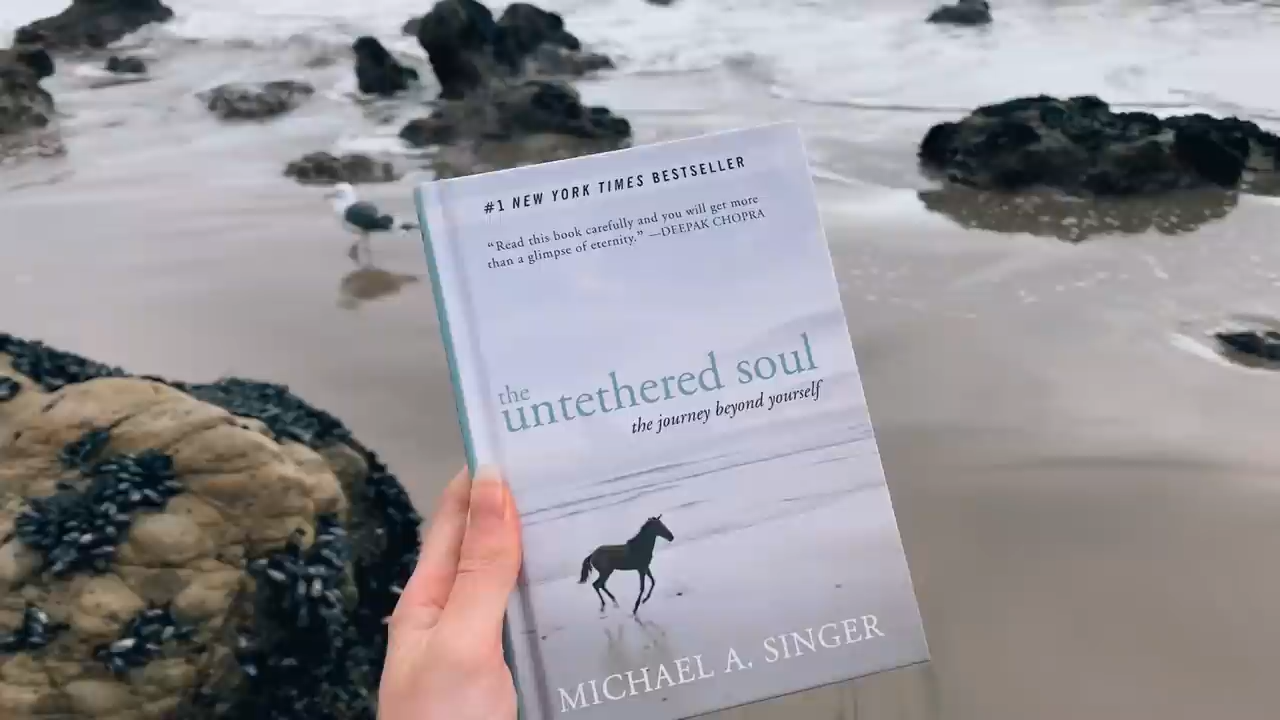 #1 NEW YORK TIMES BESTSELLER
“Read this book carefully and you will get more
than a glimpse of eternity.” —DEEPAK CHOPRA
the
untethered soul
the journey beyond yourself
MICHAEL A. SINGER